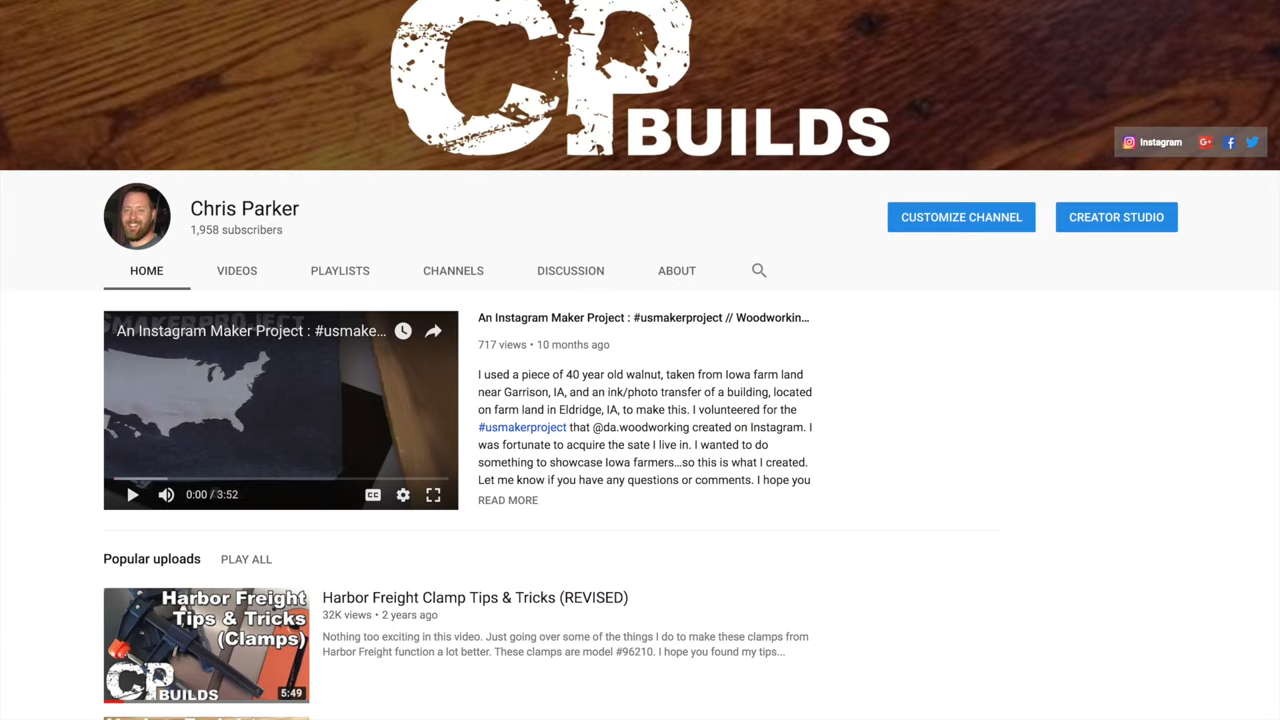 CP BUILDS
Instagram
Chris Parker
1,958 subscribers
CUSTOMIZE CHANNEL
CREATOR STUDIO
HOME
VIDEOS
PLAYLISTS
CHANNELS
DISCUSSION
ABOUT
An Instagram Maker Project : #usmake...
0:00 / 3:52
CC
An Instagram Maker Project : #usmakerproject // Woodworkin...
717 views • 10 months ago
I used a piece of 40 year old walnut, taken from Iowa farm land
near Garrison, IA, and an ink/photo transfer of a building, located
on farm land in Eldridge, IA, to make this. I volunteered for the
#usmakerproject that @da.woodworking created on Instagram. I
was fortunate to acquire the sate I live in. I wanted to do
something to showcase Iowa farmers...so this is what I created.
Let me know if you have any questions or comments. I hope you
READ MORE
Popular uploads
PLAY ALL
Harbor Freight
Tips & Tricks
(Clamps)
CP BUILDS
5:49
Harbor Freight Clamp Tips & Tricks (REVISED)
32K views • 2 years ago
Nothing too exciting in this video. Just going over some of the things I do to make these clamps from
Harbor Freight function a lot better. These clamps are model #96210. I hope you found my tips...